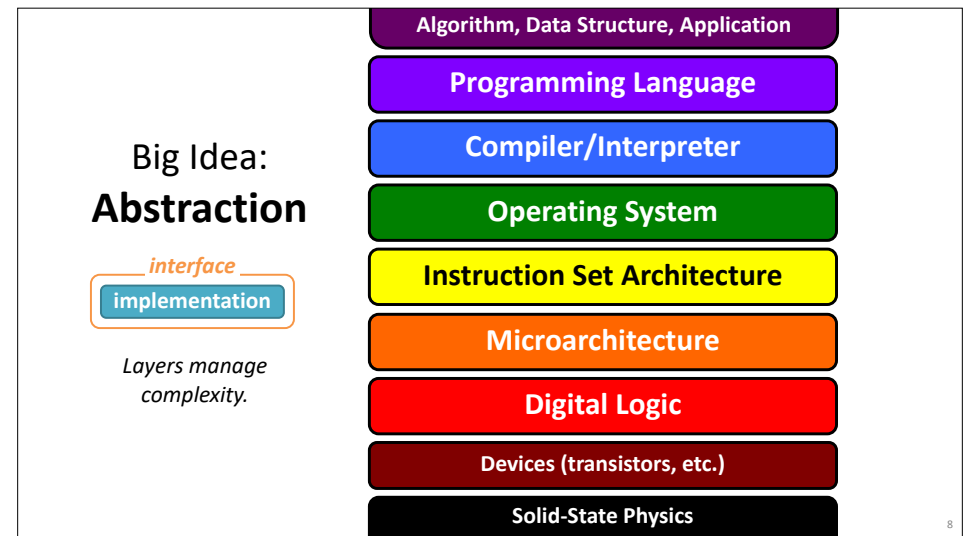 Big Idea:
Abstraction
interface
implementation
Layers manage
complexity.
Algorithm, Data Structure, Application
Programming Language
Compiler/Interpreter
Operating System
Instruction Set Architecture
Microarchitecture
Digital Logic
Devices (transistors, etc.)
Solid-State Physics
8